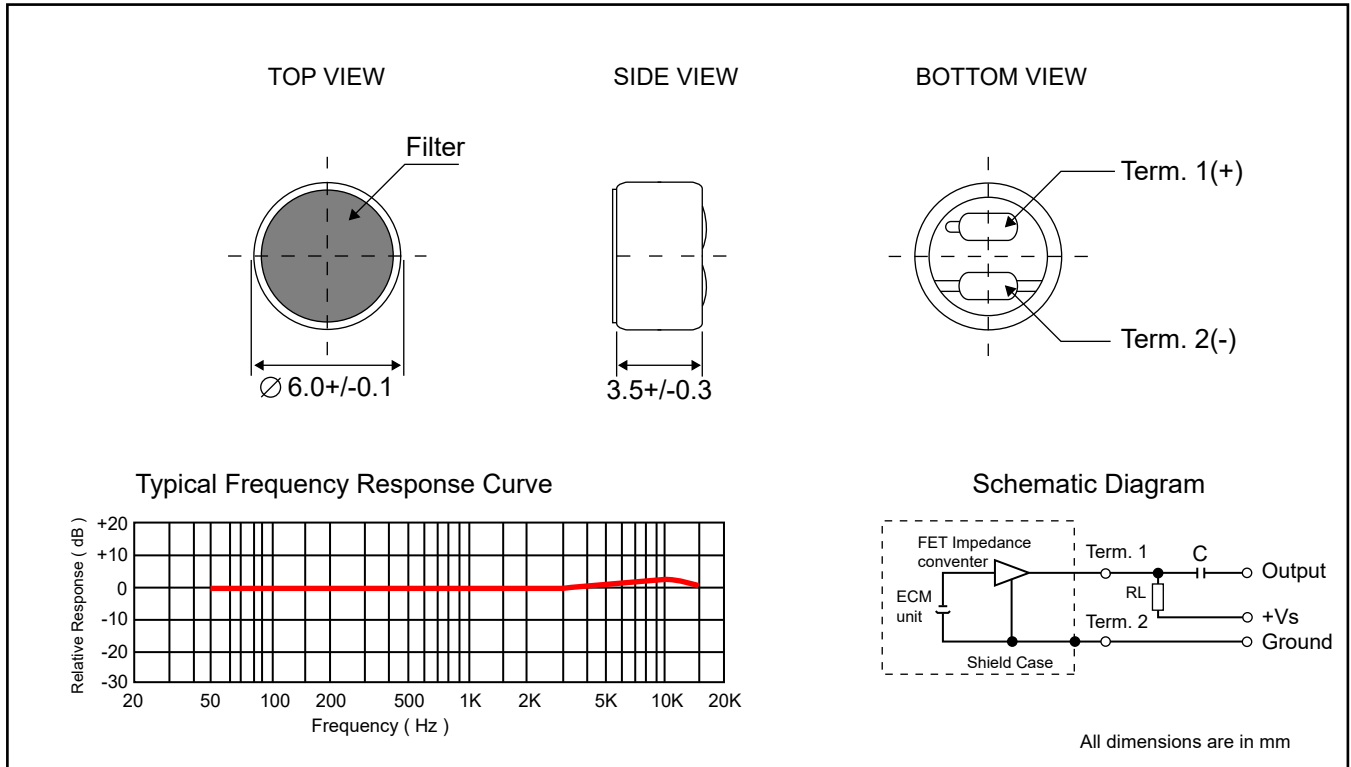 TOP VIEW
SIDE VIEW
BOTTOM VIEW
Filter
Term. 1(+)
Term. 2(-)
∅ 6.0+/-0.1
3.5+/-0.3
Typical Frequency Response Curve
Relative Response ( dB )
+20
+10
0
-10
-20
-30
20 50 100 200 500 1K 2K 5K 10K 20K
Frequency ( Hz )
Schematic Diagram
FET Impedance
conventer
ECM
unit
Shield Case
Term. 1
Term. 2
C
RL
Output
+Vs
Ground
All dimensions are in mm